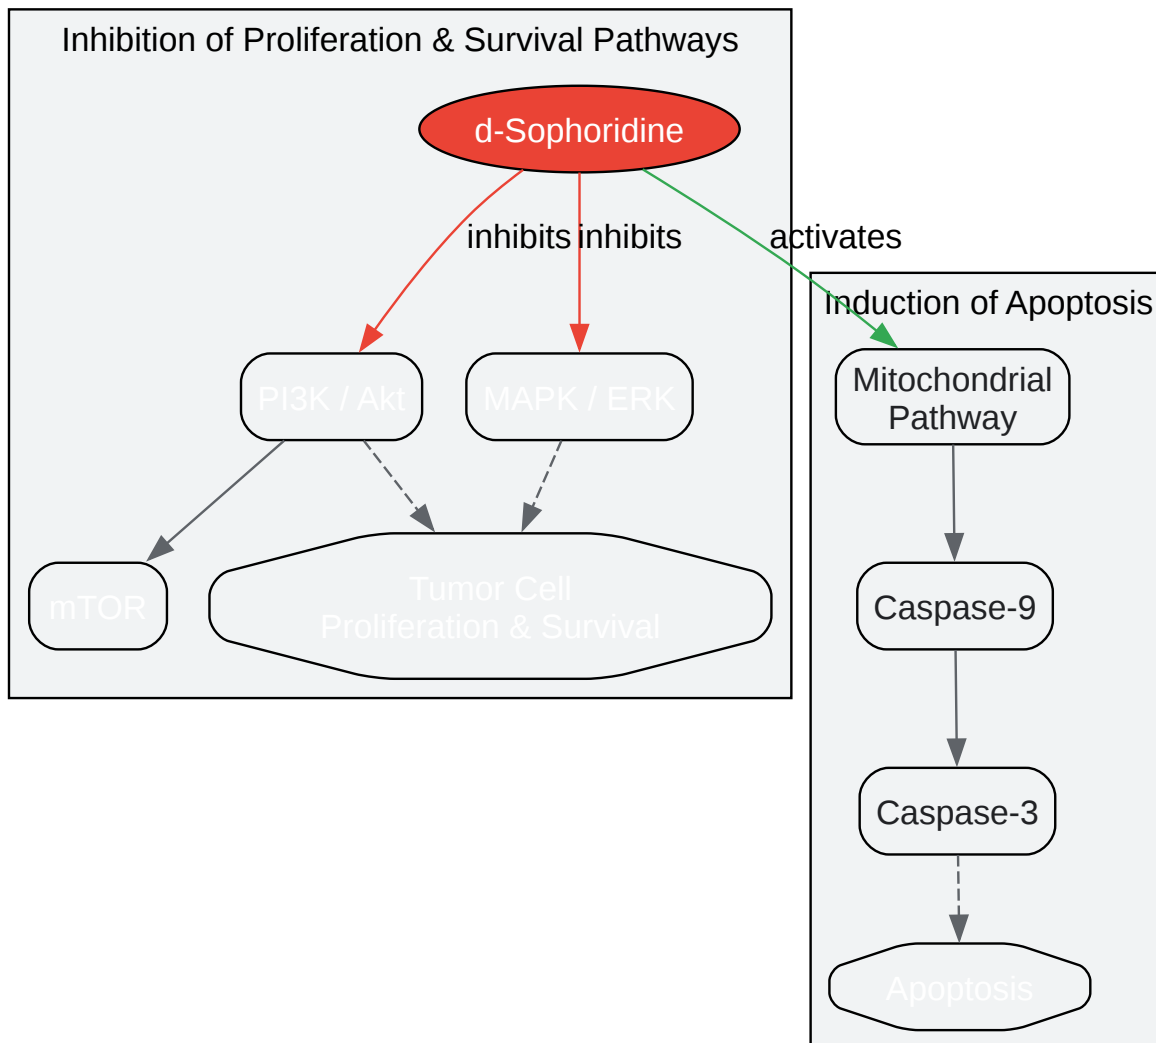 Inhibition of Proliferation & Survival Pathways
d-Sophoridine
inhibits
inhibits
activates
Induction of Apoptosis
PI3K / Akt
MAPK / ERK
Mitochondrial
Pathway
mTOR
Tumor Cell
Proliferation & Survival
Caspase-9
Caspase-3
Apoptosis